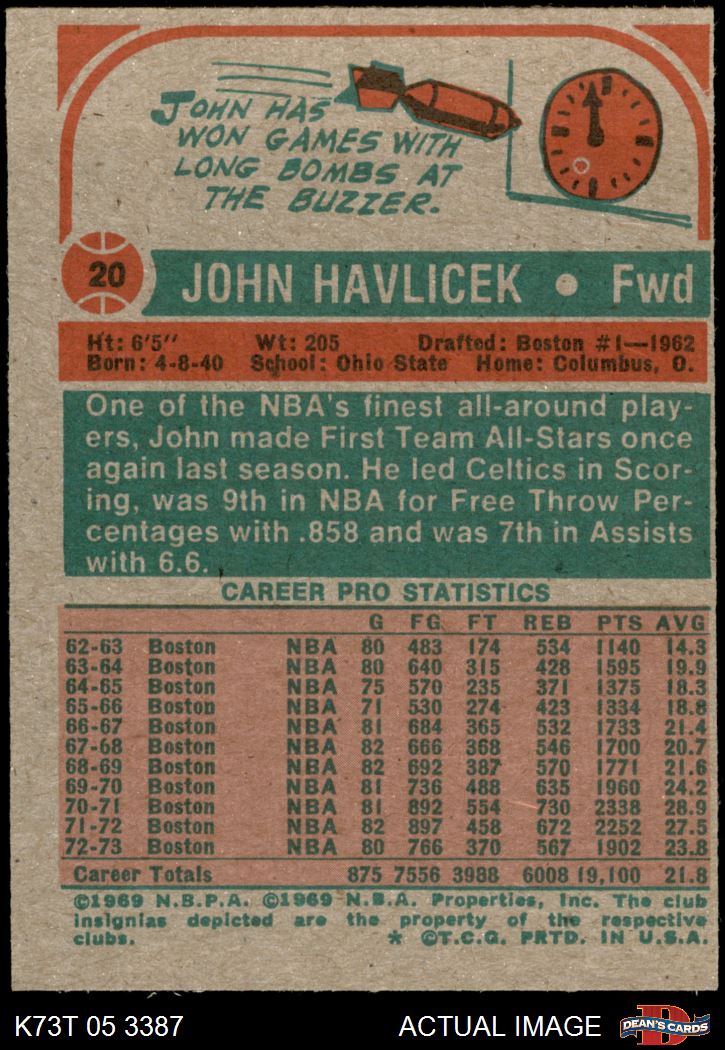 JOHN HAS
WON GAMES WITH
LONG BOMBS AT
THE BUZZER.
20 JOHN HAVLICEK • Fwd
Ht: 6'5" Wt: 205 Drafted: Boston #1—1962
Born: 4-8-40 School: Ohio State Home: Columbus, O.
One of the NBA's finest all-around play-
ers, John made First Team All-Stars once
again last season. He led Celtics in Scor-
ing, was 9th in NBA for Free Throw Per-
centages with .858 and was 7th in Assists
with 6.6.
CAREER PRO STATISTICS
G FG FT REB PTS AVG
62-63 Boston NBA 80 483 174 534 1140 14.3
63-64 Boston NBA 80 640 315 428 1595 19.9
64-65 Boston NBA 75 570 235 371 1375 18.3
65-66 Boston NBA 71 530 274 423 1334 18.8
66-67 Boston NBA 81 684 365 532 1733 21.4
67-68 Boston NBA 82 666 368 546 1700 20.7
68-69 Boston NBA 82 692 387 570 1771 21.6
69-70 Boston NBA 81 736 488 635 1960 24.2
70-71 Boston NBA 81 892 554 730 2338 28.9
71-72 Boston NBA 82 897 458 672 2252 27.5
72-73 Boston NBA 80 766 370 567 1902 23.8
Career Totals 875 7556 3988 6008 19,100 21.8
©1969 N.B.P.A. ©1969 N.B.A. Properties, Inc. The club
insignias depicted are the property of the respective
clubs. * ©T.C.G. PRTD. IN U.S.A.
K73T 05 3387 ACTUAL IMAGE D DEAN'S CARDS